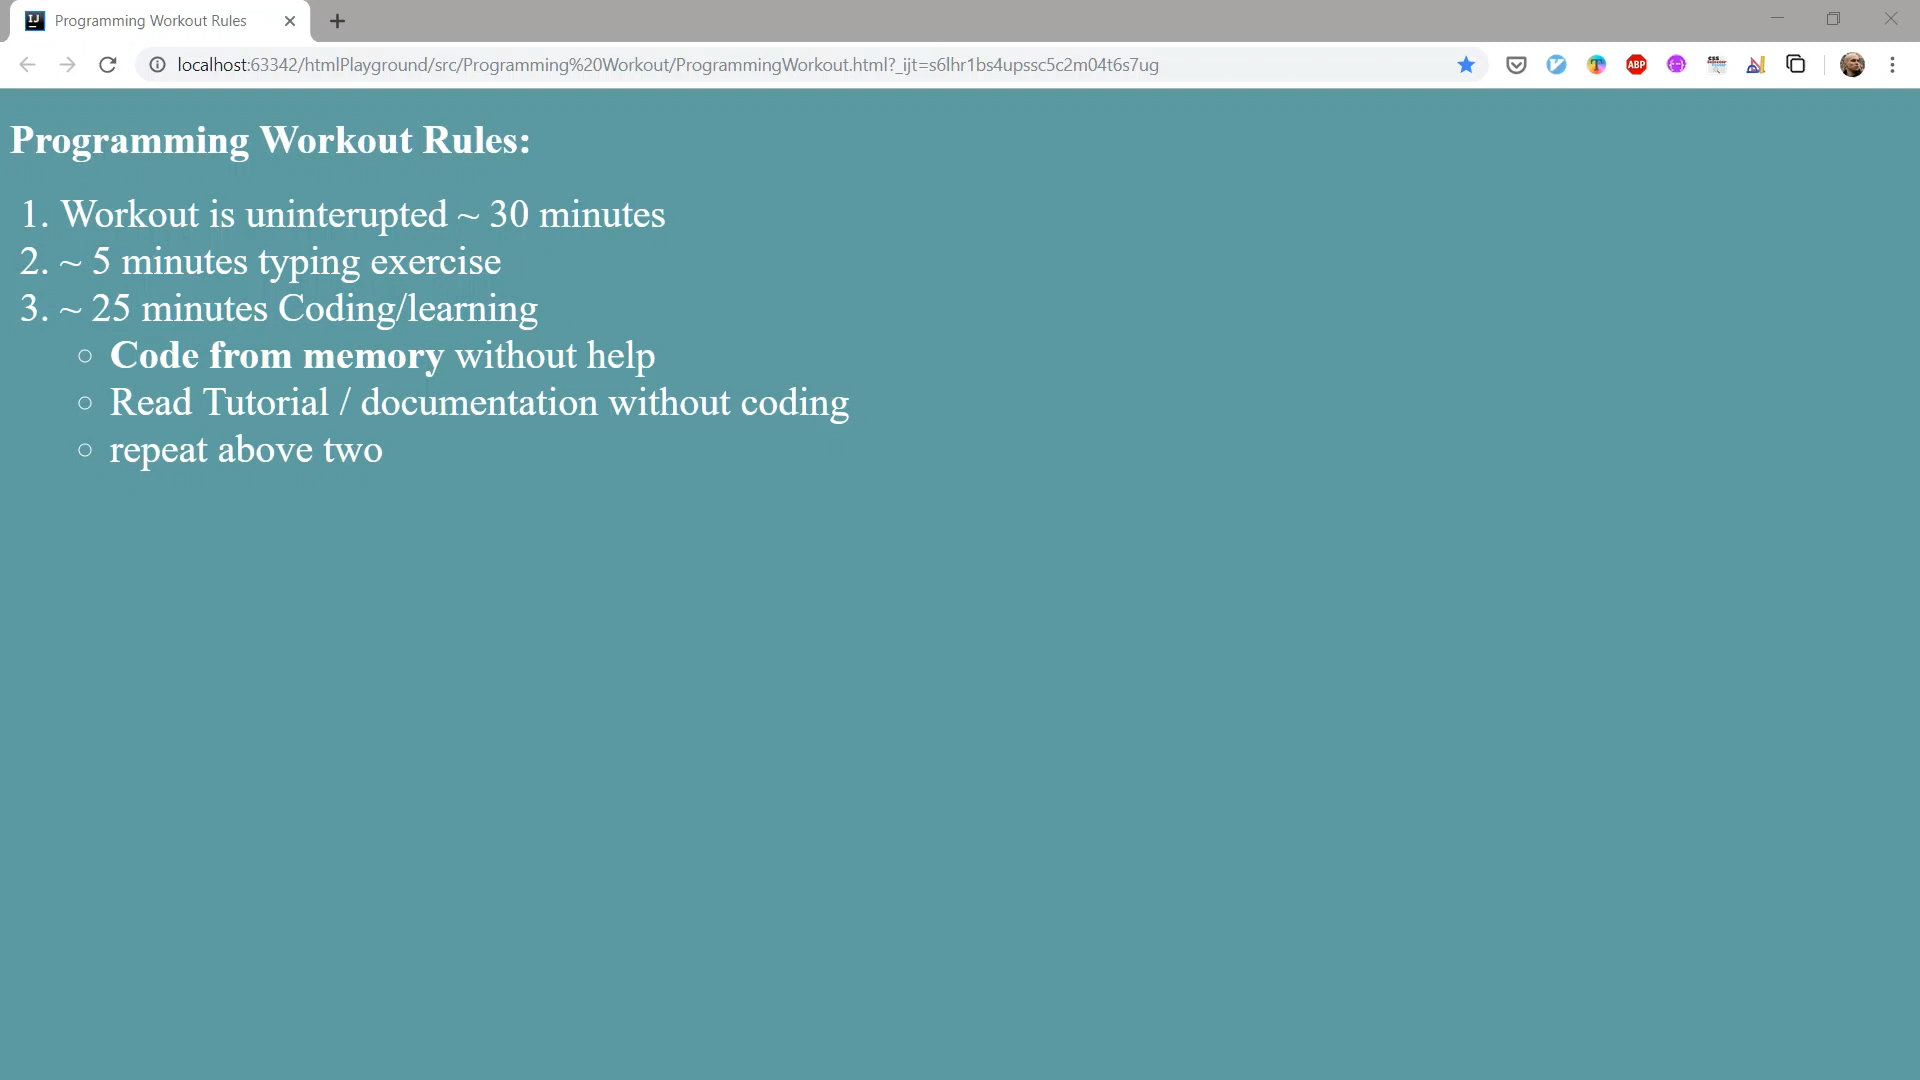 Programming Workout Rules
localhost:63342/htmlPlayground/src/Programming%20Workout/ProgrammingWorkout.html?_ijt=s6lhr1bs4upssc5c2m04t6s7ug
ABP
Programming Workout Rules:
1. Workout is uninterupted ~ 30 minutes
2. ~ 5 minutes typing exercise
3. ~ 25 minutes Coding/learning
Code from memory without help
Read Tutorial / documentation without coding
repeat above two